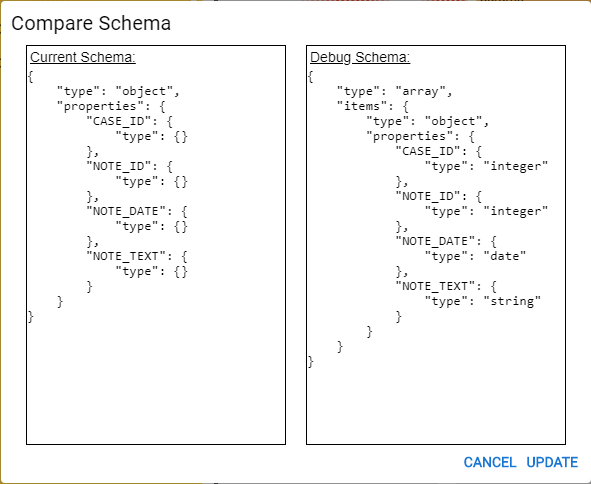 Compare Schema
Current Schema:
{
    "type": "object",
    "properties": {
        "CASE_ID": {
            "type": {}
        },
        "NOTE_ID": {
            "type": {}
        },
        "NOTE_DATE": {
            "type": {}
        },
        "NOTE_TEXT": {
            "type": {}
        }
    }
}
Debug Schema:
{
    "type": "array",
    "items": {
        "type": "object",
        "properties": {
            "CASE_ID": {
                "type": "integer"
            },
            "NOTE_ID": {
                "type": "integer"
            },
            "NOTE_DATE": {
                "type": "date"
            },
            "NOTE_TEXT": {
                "type": "string"
            }
        }
    }
}
CANCEL UPDATE